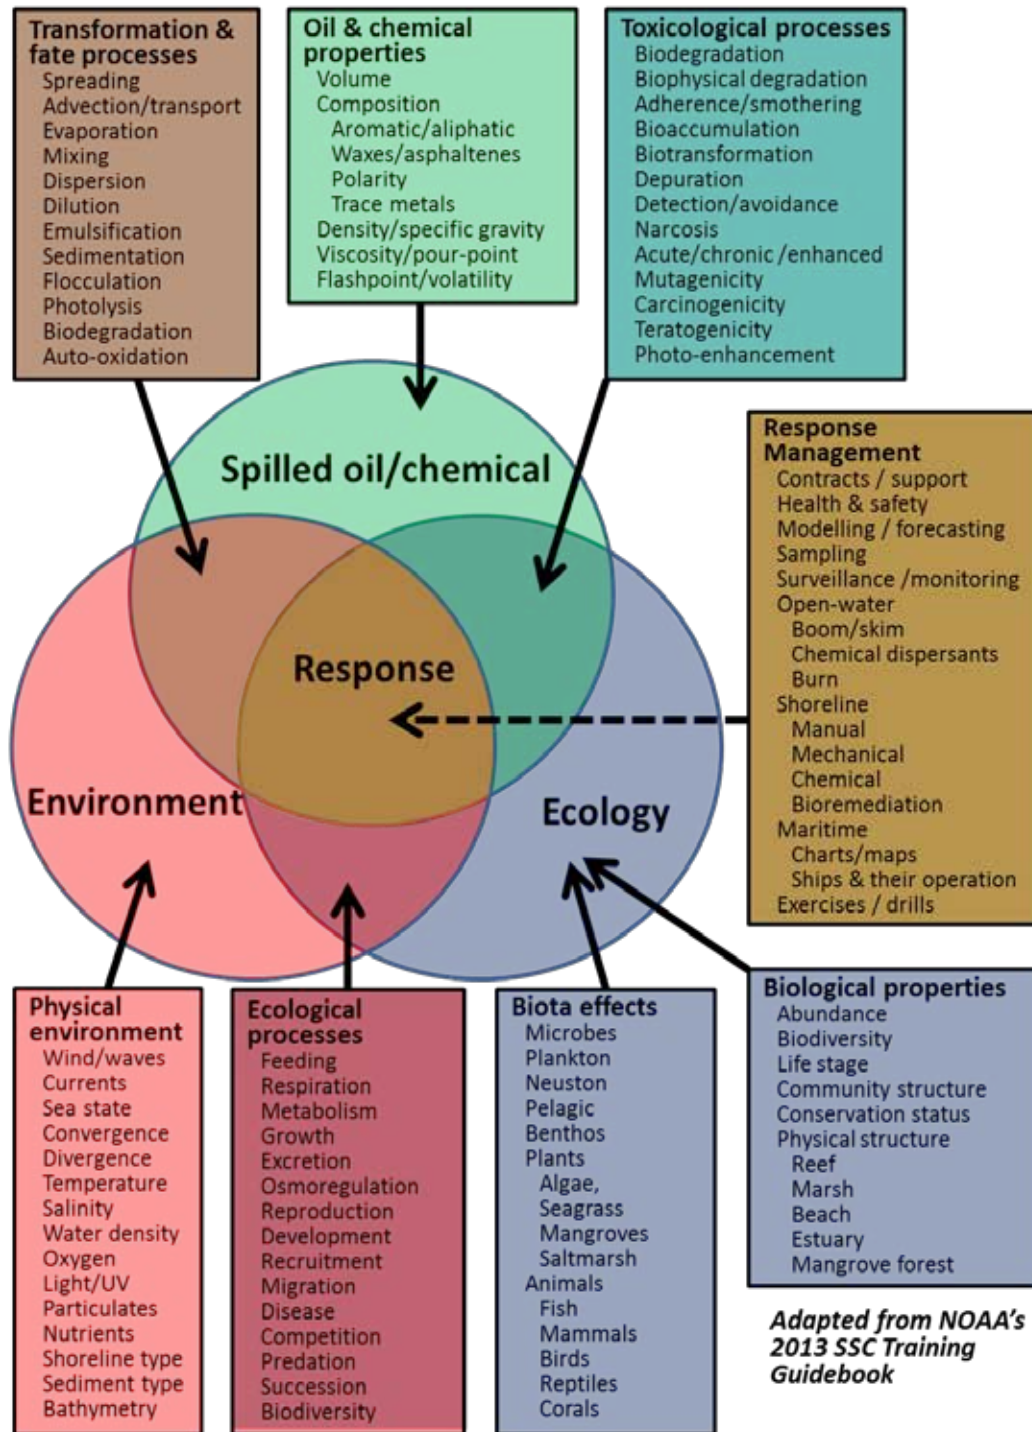 Transformation &
fate processes
Spreading
Advection/transport
Evaporation
Mixing
Dispersion
Dilution
Emulsification
Sedimentation
Flocculation
Photolysis
Biodegradation
Auto-oxidation
Oil & chemical
properties
Volume
Composition
Aromatic/aliphatic
Waxes/asphaltenes
Polarity
Trace metals
Density/specific gravity
Viscosity/pour-point
Flashpoint/volatility
Toxicological processes
Biodegradation
Biophysical degradation
Adherence/smothering
Bioaccumulation
Biotransformation
Depuration
Detection/avoidance
Narcosis
Acute/chronic /enhanced
Mutagenicity
Carcinogenicity
Teratogenicity
Photo-enhancement
Spilled oil/chemical
Response
Environment
Ecology
Response
Management
Contracts / support
Health & safety
Modelling / forecasting
Sampling
Surveillance /monitoring
Open-water
Boom/skim
Chemical dispersants
Burn
Shoreline
Manual
Mechanical
Chemical
Bioremediation
Maritime
Charts/maps
Ships & their operation
Exercises / drills
Physical
environment
Wind/waves
Currents
Sea state
Convergence
Divergence
Temperature
Salinity
Water density
Oxygen
Light/UV
Particulates
Nutrients
Shoreline type
Sediment type
Bathymetry
Ecological
processes
Feeding
Respiration
Metabolism
Growth
Excretion
Osmoregulation
Reproduction
Development
Recruitment
Migration
Disease
Competition
Predation
Succession
Biodiversity
Biota effects
Microbes
Plankton
Neuston
Pelagic
Benthos
Plants
Algae,
Seagrass
Mangroves
Saltmarsh
Animals
Fish
Mammals
Birds
Reptiles
Corals
Biological properties
Abundance
Biodiversity
Life stage
Community structure
Conservation status
Physical structure
Reef
Marsh
Beach
Estuary
Mangrove forest
Adapted from NOAA's
2013 SSC Training
Guidebook